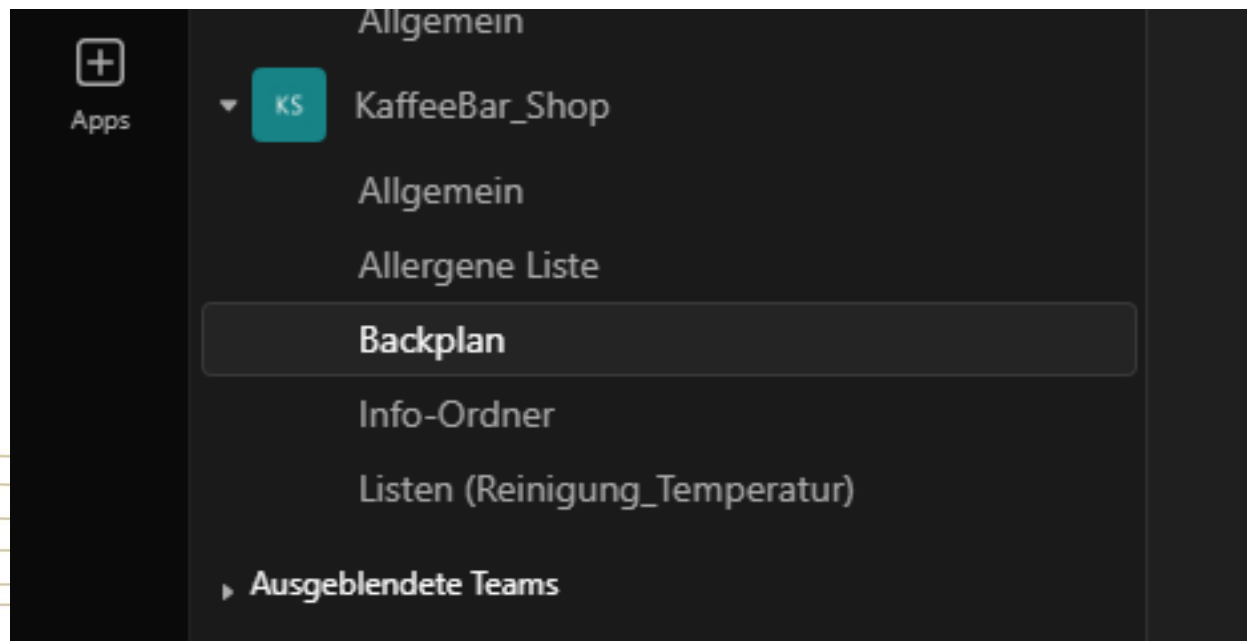 Allgemein
Apps
KS KaffeeBar_Shop
Allgemein
Allergene Liste
Backplan
Info-Ordner
Listen (Reinigung_Temperatur)
Ausgeblendete Teams